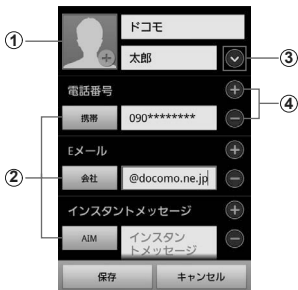 ①
ドコモ
太郎
③
電話番号
④
携帯
090********
②
Eメール
会社
@docomo.ne.jp
インスタントメッセージ
AIM
インスタン
トメッセージ
保存
キャンセル